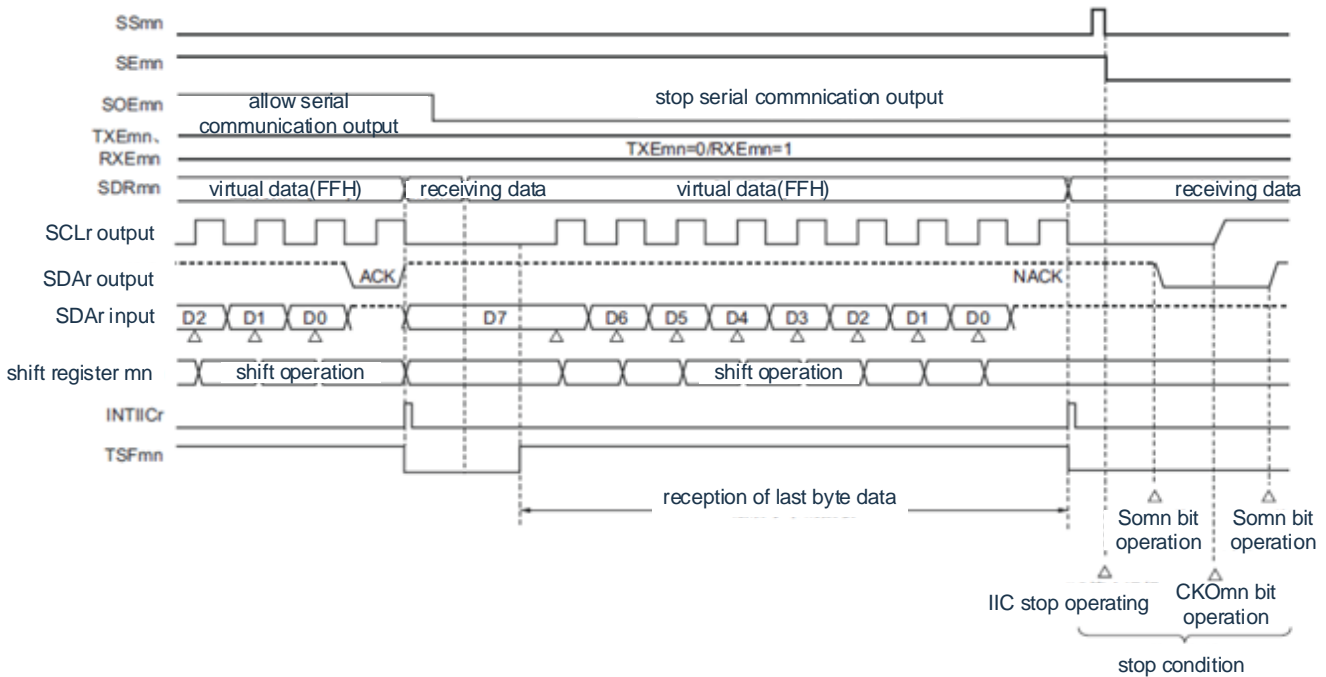 SSmn
SEmn
SOEmn
allow serial
communication output
stop serial commnication output
TXEmn、
RXEmn
TXEmn=0/RXEmn=1
SDRmn
virtual data(FFH)
receiving data
virtual data(FFH)
receiving data
SCLr output
SDAr output
ACK
NACK
SDAr input
D2 D1 D0 D7 D6 D5 D4 D3 D2 D1 D0
shift register mn
shift operation
shift operation
INTIICr
TSFmn
reception of last byte data
Somn bit
operation
Somn bit
operation
IIC stop operating
CKOmn bit
operation
stop condition